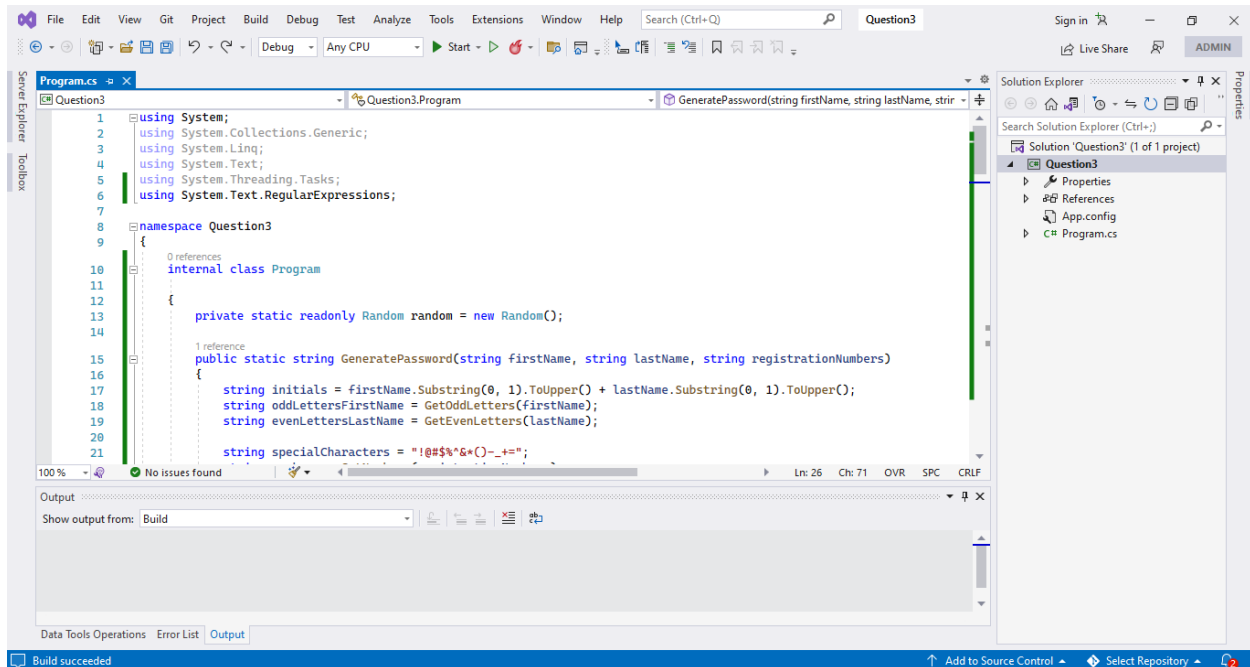 File Edit View Git Project Build Debug Test Analyze Tools Extensions Window Help Search (Ctrl+Q) Question3 Sign in
Debug Any CPU Start Live Share ADMIN
Server Explorer
Toolbox
Program.cs
C# Question3 Question3.Program GeneratePassword(string firstName, string lastName, strir
1 using System;
2 using System.Collections.Generic;
3 using System.Linq;
4 using System.Text;
5 using System.Threading.Tasks;
6 using System.Text.RegularExpressions;
7
8 namespace Question3
9 {
0 references
10 internal class Program
11
12 {
13 private static readonly Random random = new Random();
14
1 reference
15 public static string GeneratePassword(string firstName, string lastName, string registrationNumbers)
16 {
17 string initials = firstName.Substring(0, 1).ToUpper() + lastName.Substring(0, 1).ToUpper();
18 string oddLettersFirstName = GetOddLetters(firstName);
19 string evenLettersLastName = GetEvenLetters(lastName);
20
21 string specialCharacters = "!@#$%^&*()-_+=";
100 % No issues found Ln: 26 Ch: 71 OVR SPC CRLF
Output
Show output from: Build
Data Tools Operations Error List Output
Solution Explorer
Search Solution Explorer (Ctrl+;)
Solution 'Question3' (1 of 1 project)
C# Question3
Properties
References
App.config
C# Program.cs
Properties
Build succeeded Add to Source Control Select Repository 2